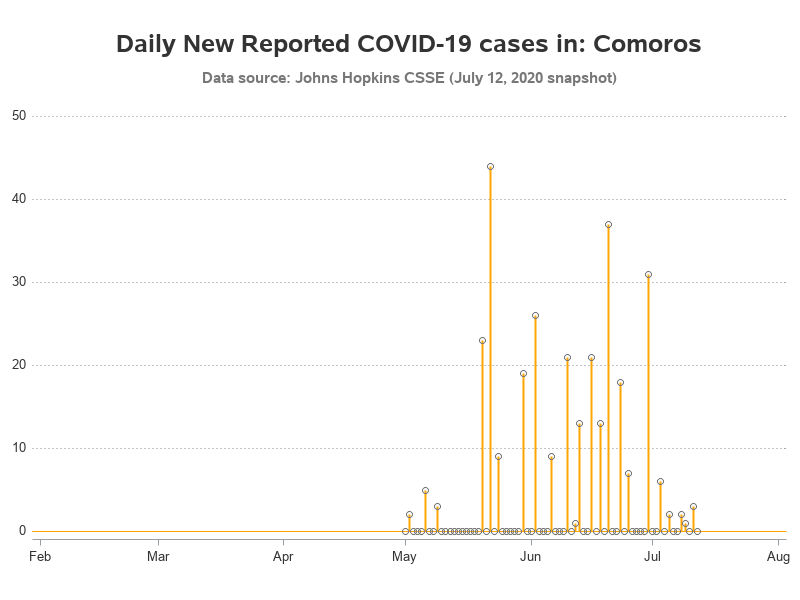 Daily New Reported COVID-19 cases in: Comoros
Data source: Johns Hopkins CSSE (July 12, 2020 snapshot)
50
40
30
20
10
0
Feb Mar Apr May Jun Jul Aug